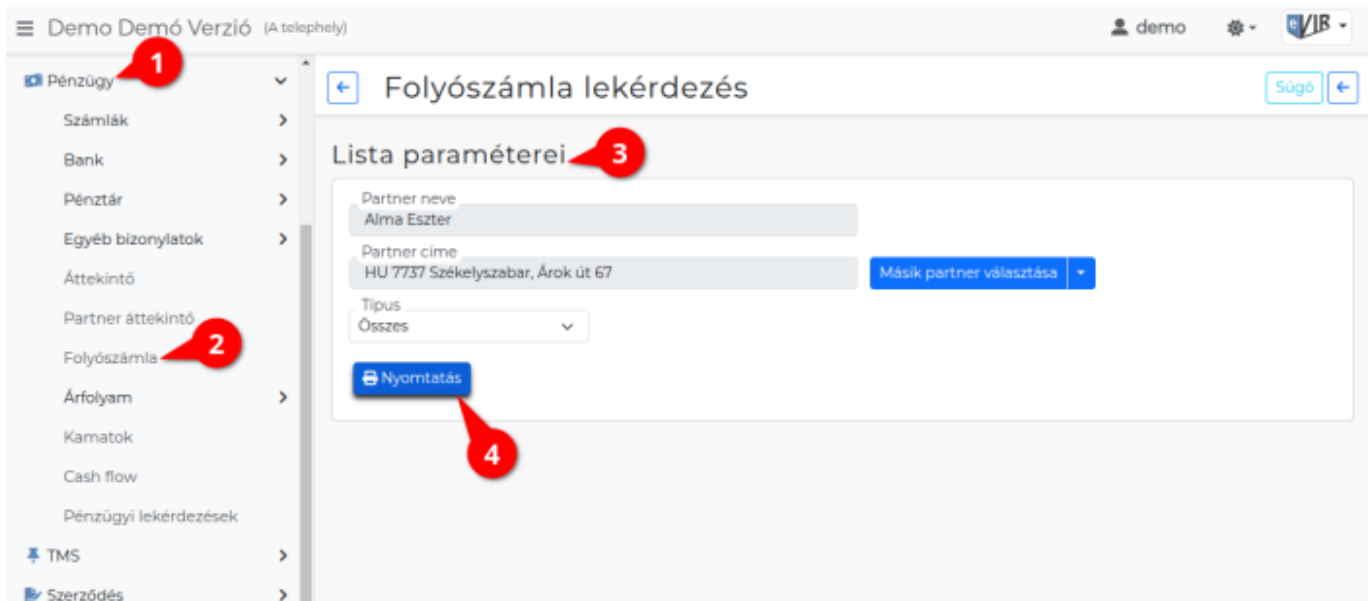 Demo Demó Verzió (A telephely)
demo
eVIR
1
Pénzügy
Számlák
Bank
Pénztár
Egyéb bizonylatok
Áttekintő
Partner áttekintő
2
Folyószámla
Árfolyam
Kamatok
Cash flow
Pénzügyi lekérdezések
TMS
Szerződés
Folyószámla lekérdezés
Súgó
Lista paraméterei
3
Partner neve
Alma Eszter
Partner címe
HU 7737 Székelyszabar, Árok út 67
Másik partner választása
Típus
Összes
Nyomtatás
4